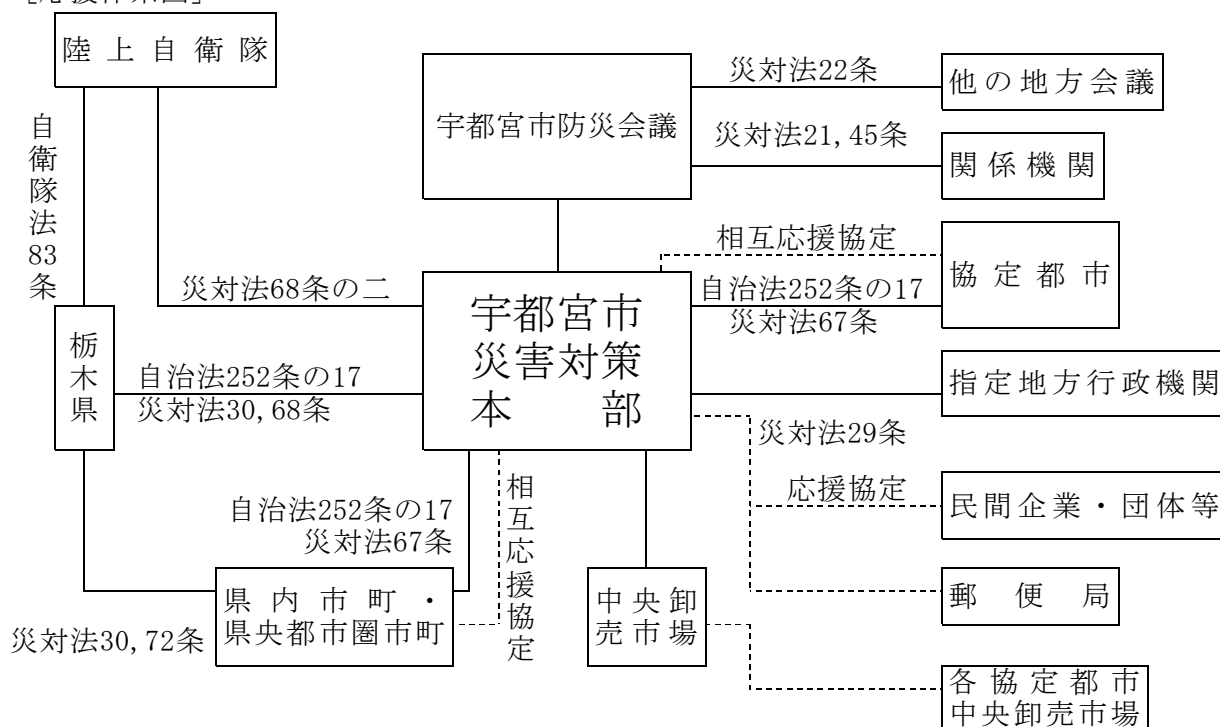 陸上自衛隊
宇都宮市防災会議
災対法22条
他の地方会議
災対法21,45条
関係機関
自衛隊法83条
相互応援協定
協定都市
災対法68条の二
宇都宮市
災害対策
本部
自治法252条の17
災対法67条
栃木県
自治法252条の17
災対法30,68条
指定地方行政機関
災対法29条
応援協定
民間企業・団体等
自治法252条の17
災対法67条
相互応援協定
県内市町・
県央都市圏市町
中央卸
売市場
郵便局
災対法30,72条
各協定都市
中央卸売市場